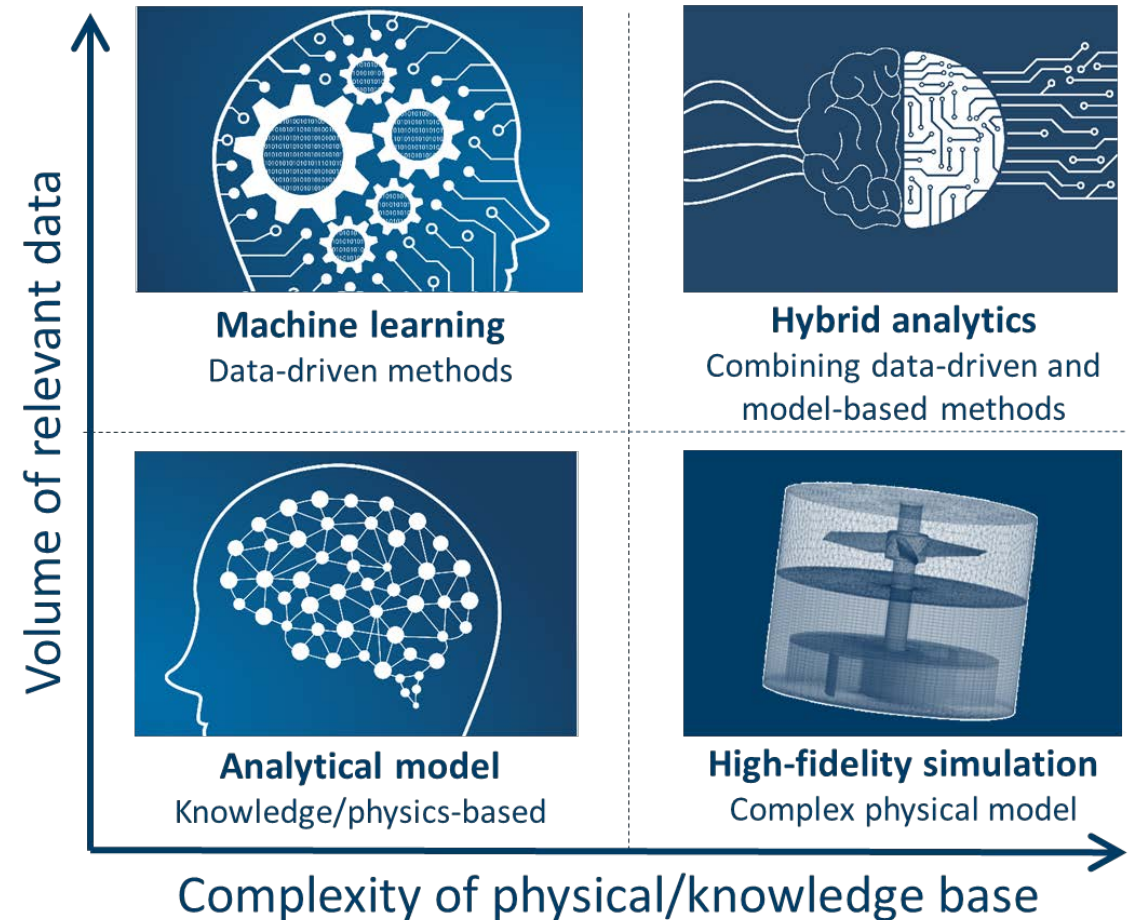 Volume of relevant data
Machine learning
Data-driven methods
Hybrid analytics
Combining data-driven and
model-based methods
Analytical model
Knowledge/physics-based
High-fidelity simulation
Complex physical model
Complexity of physical/knowledge base